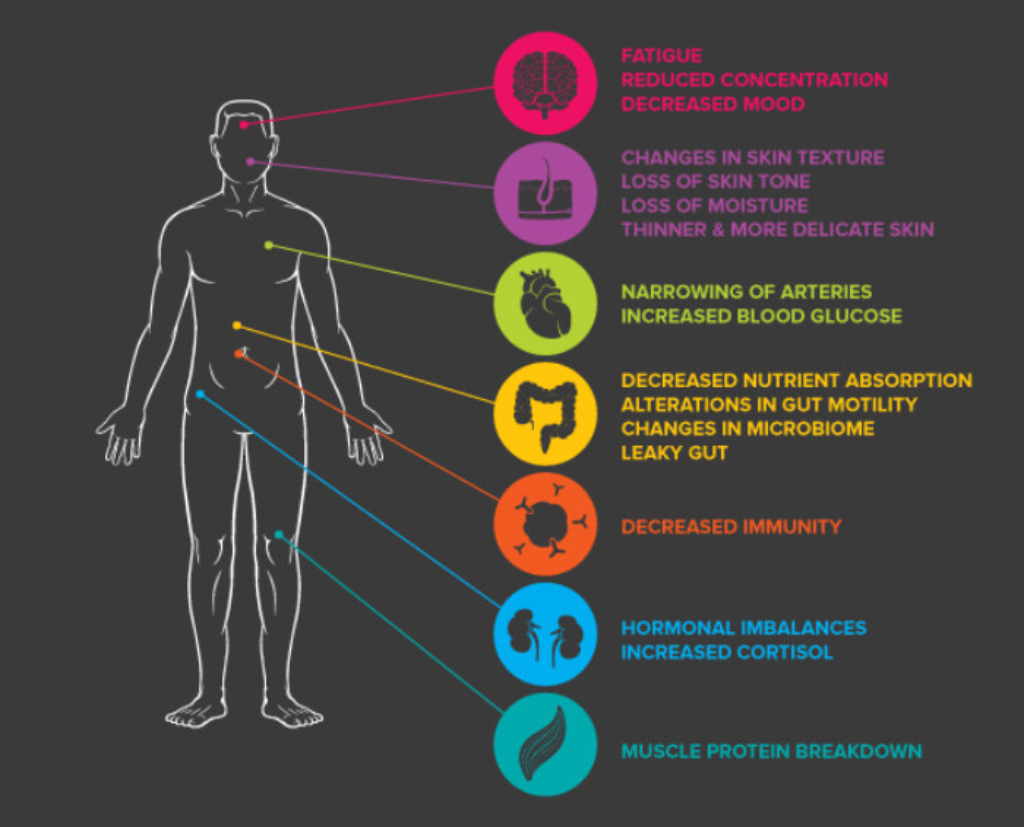 FATIGUE
REDUCED CONCENTRATION
DECREASED MOOD
CHANGES IN SKIN TEXTURE
LOSS OF SKIN TONE
LOSS OF MOISTURE
THINNER & MORE DELICATE SKIN
NARROWING OF ARTERIES
INCREASED BLOOD GLUCOSE
DECREASED NUTRIENT ABSORPTION
ALTERATIONS IN GUT MOTILITY
CHANGES IN MICROBIOME
LEAKY GUT
DECREASED IMMUNITY
HORMONAL IMBALANCES
INCREASED CORTISOL
MUSCLE PROTEIN BREAKDOWN